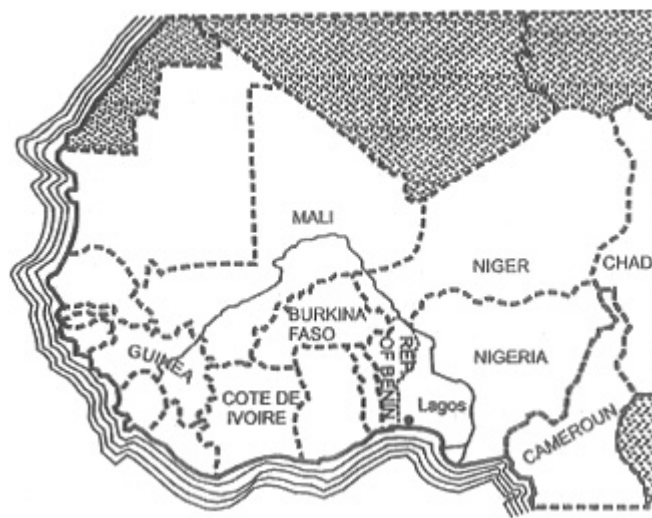 MALI
NIGER
CHAD
BURKINA
FASO
GUINEA
REP.
OF BENIN
NIGERIA
COTE DE
IVOIRE
Lagos
CAMEROUN